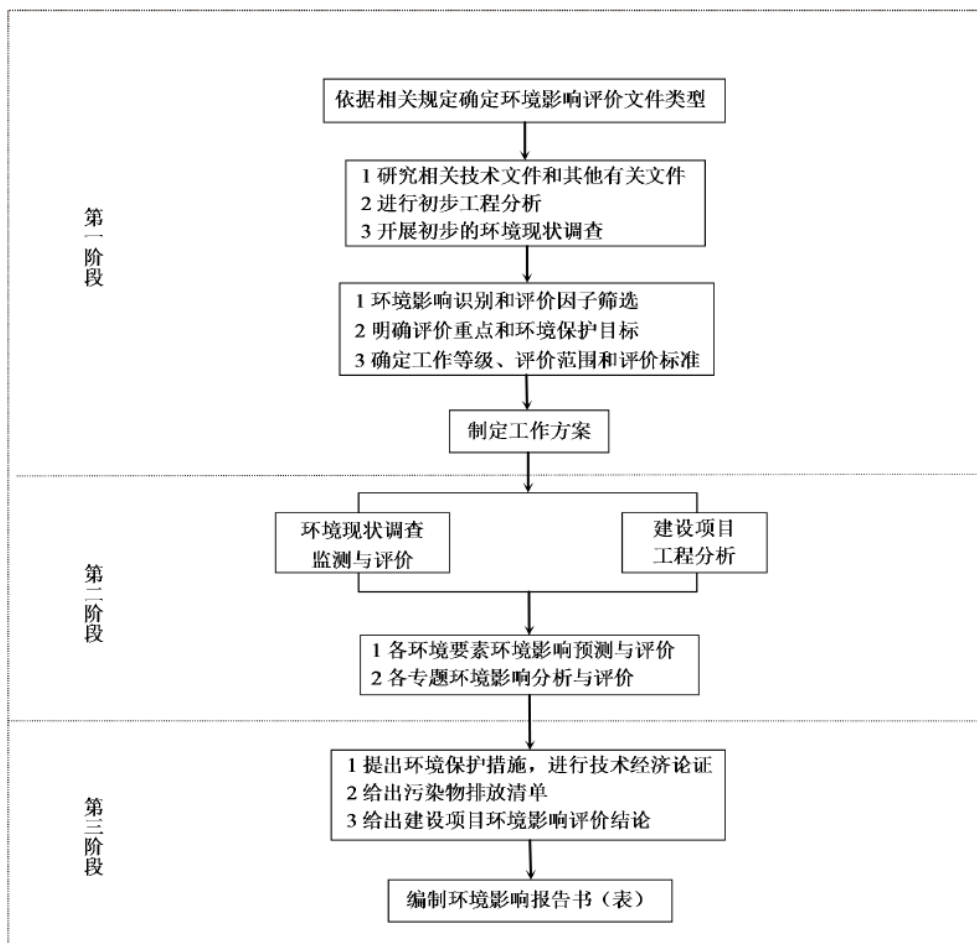 依据相关规定确定环境影响评价文件类型
1 研究相关技术文件和其他有关文件
2 进行初步工程分析
3 开展初步的环境现状调查
第一阶段
1 环境影响识别和评价因子筛选
2 明确评价重点和环境保护目标
3 确定工作等级、评价范围和评价标准
制定工作方案
环境现状调查
监测与评价
建设项目
工程分析
第二阶段
1 各环境要素环境影响预测与评价
2 各专题环境影响分析与评价
1 提出环境保护措施，进行技术经济论证
2 给出污染物排放清单
3 给出建设项目环境影响评价结论
第三阶段
编制环境影响报告书（表）